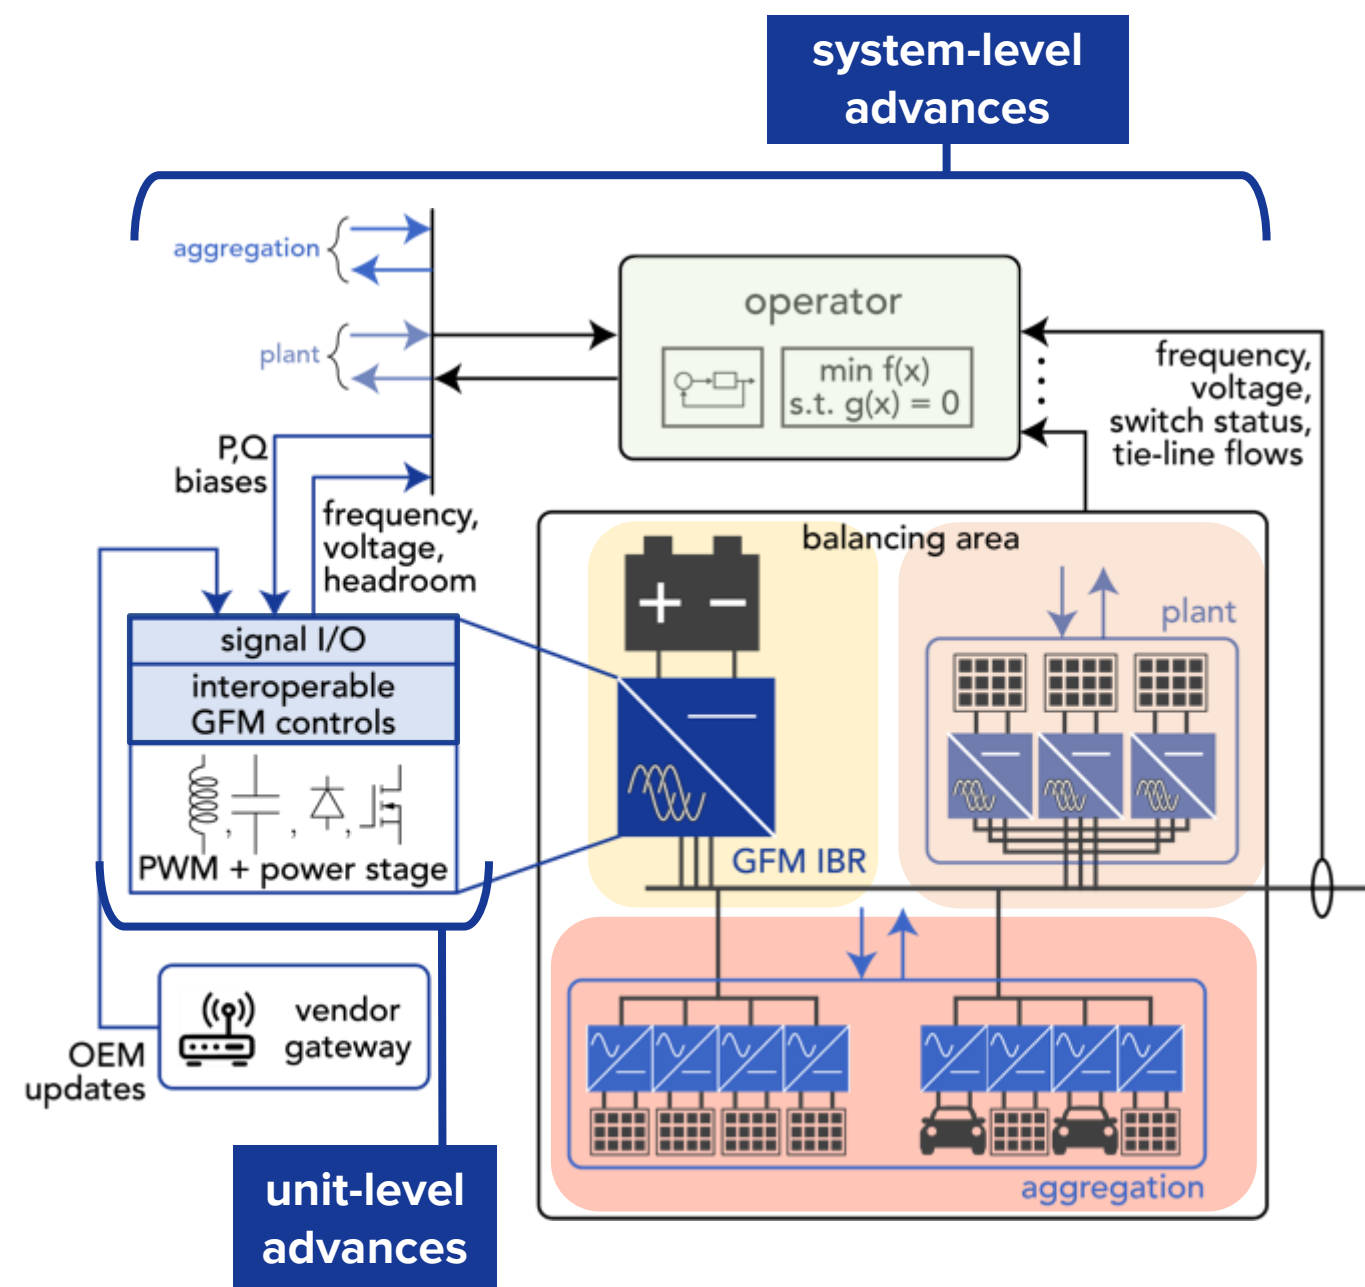 system-level
advances
aggregation
plant
operator
min f(x)
s.t. g(x) = 0
frequency,
voltage,
switch status,
tie-line flows
P,Q
biases
frequency,
voltage,
headroom
balancing area
signal I/O
interoperable
GFM controls
, , ,
PWM + power stage
+ −
GFM IBR
plant
vendor
gateway
OEM
updates
aggregation
unit-level
advances